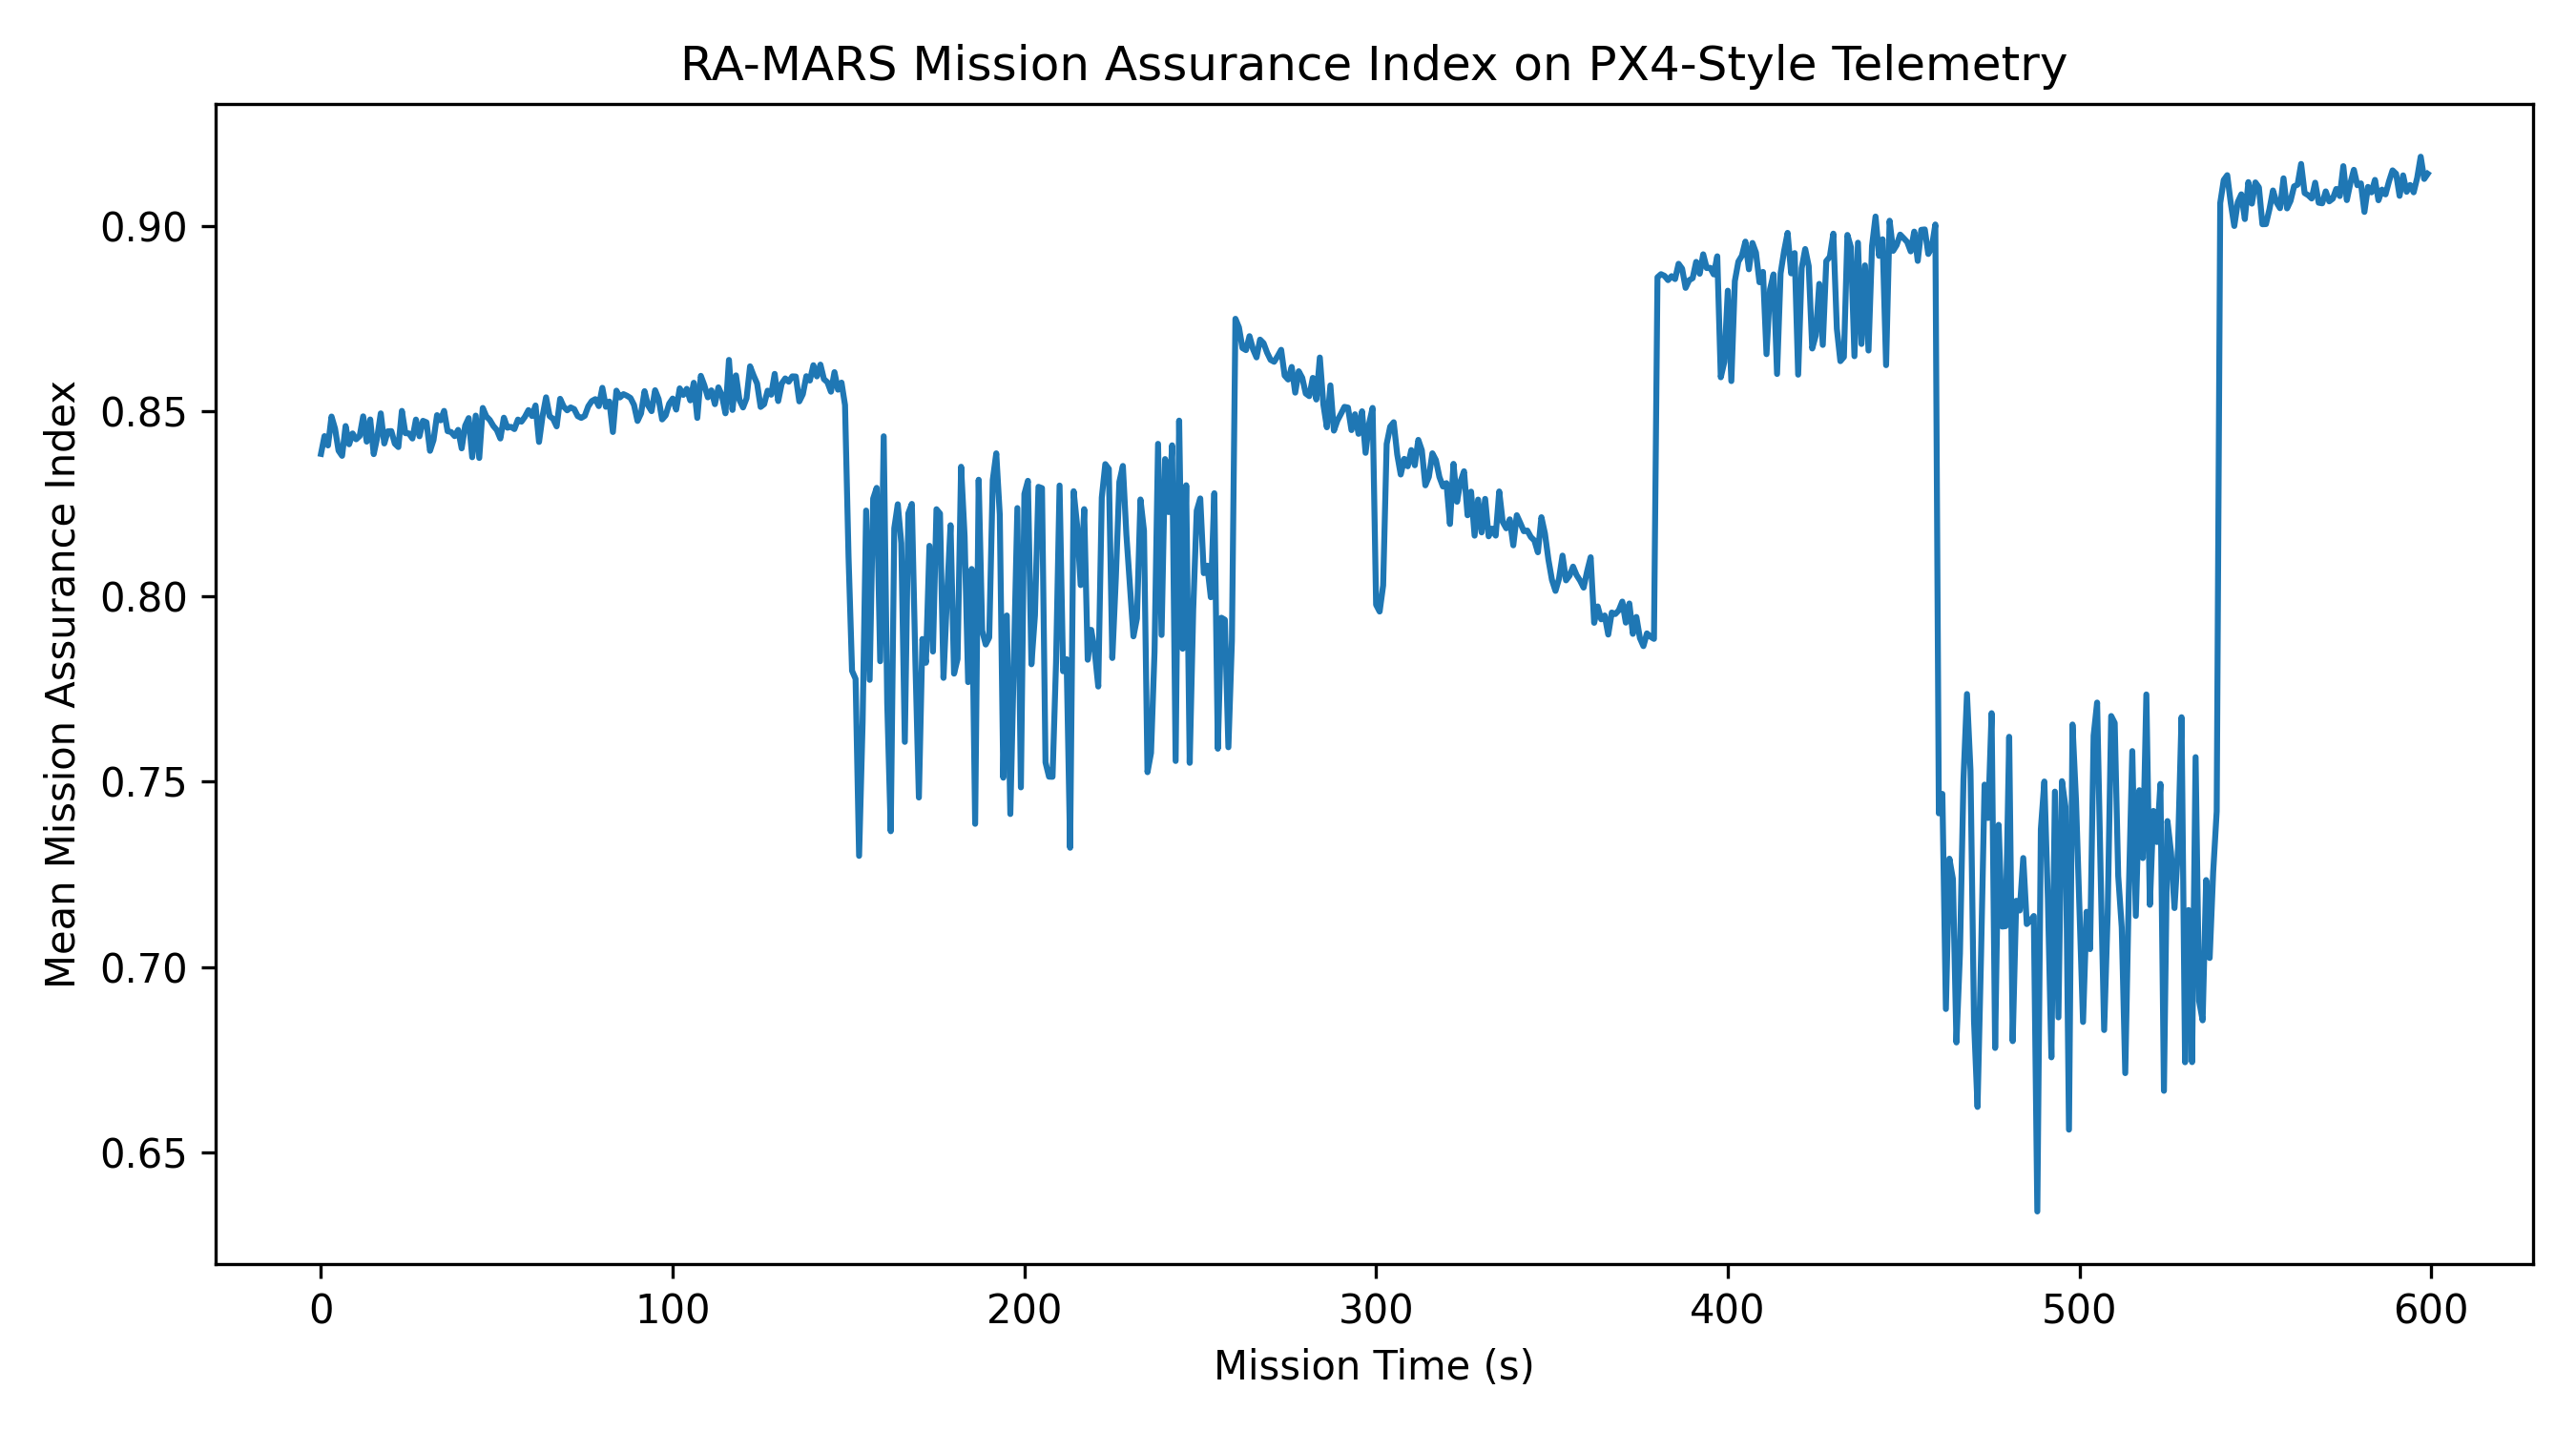 RA-MARS Mission Assurance Index on PX4-Style Telemetry
Mean Mission Assurance Index
0.90
0.85
0.80
0.75
0.70
0.65
0 100 200 300 400 500 600
Mission Time (s)